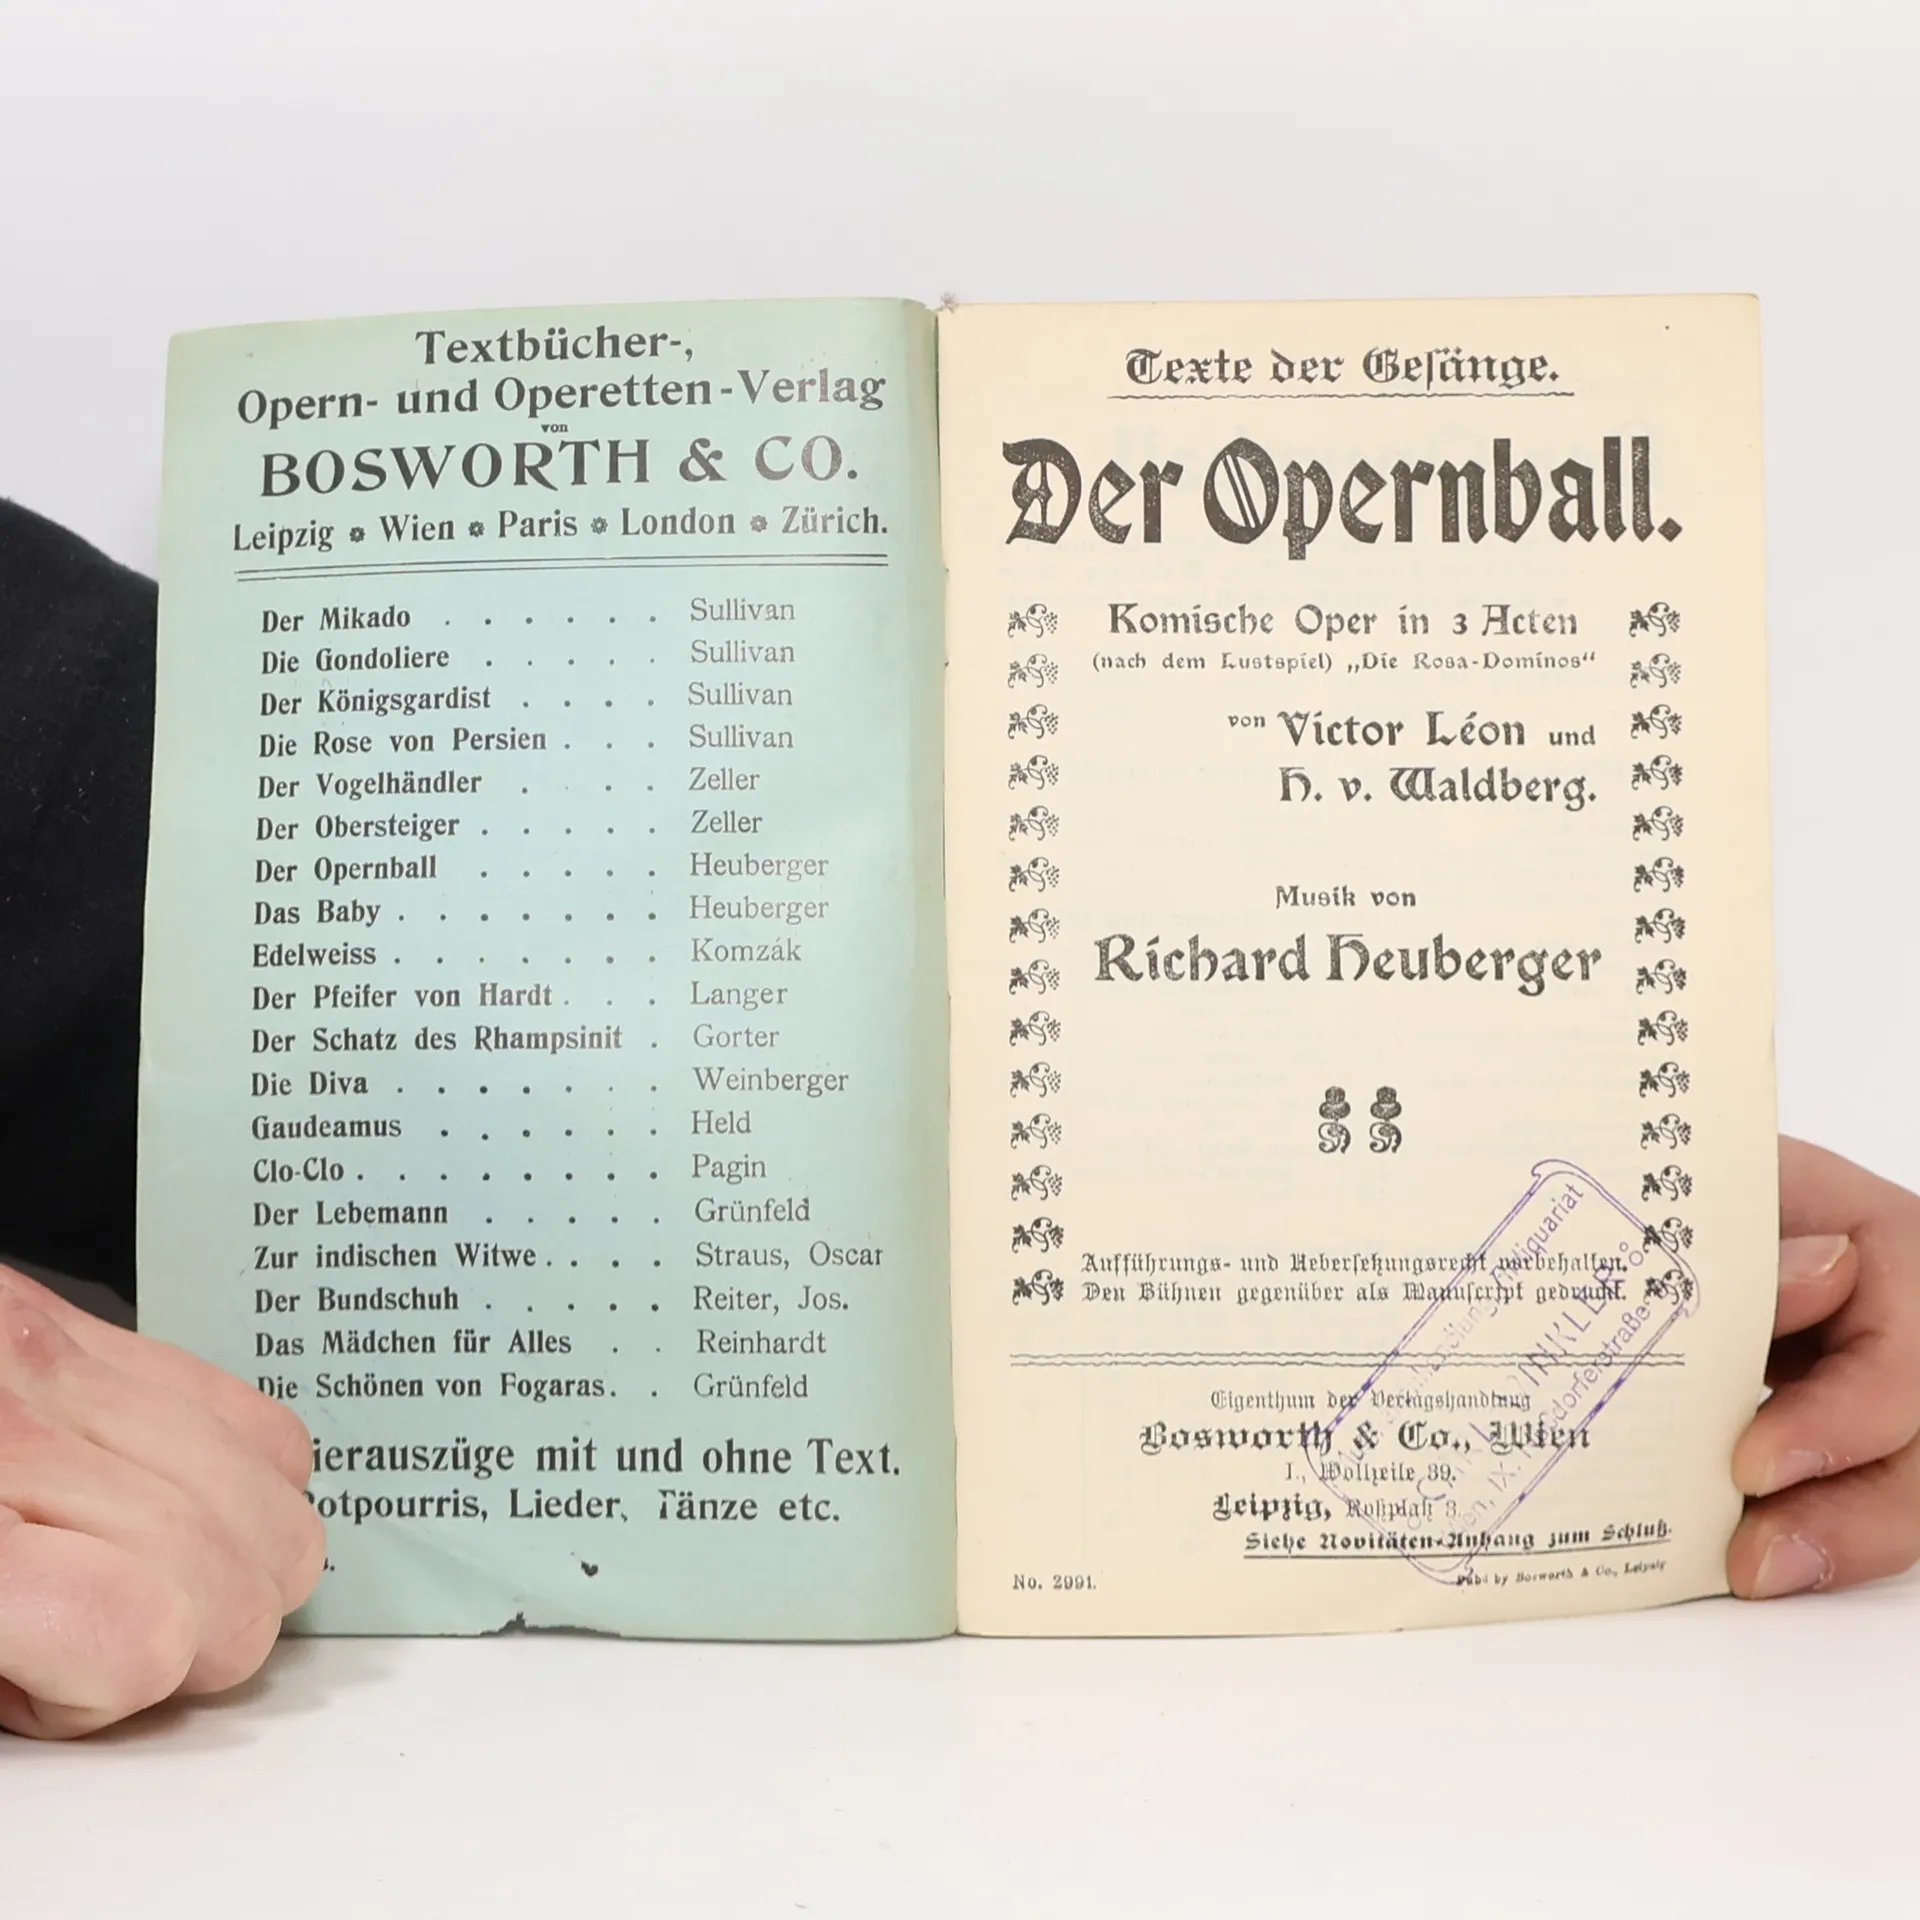 Textbücher-,
Opern- und Operetten-Verlag
von
BOSWORTH & CO.
Leipzig * Wien * Paris * London * Zürich.
Der Mikado . . . . . . Sullivan
Die Gondoliere . . . . . Sullivan
Der Königsgardist . . . . Sullivan
Die Rose von Persien . . . Sullivan
Der Vogelhändler . . . . Zeller
Der Obersteiger . . . . . Zeller
Der Opernball . . . . . Heuberger
Das Baby . . . . . . . Heuberger
Edelweiss . . . . . . . Komzák
Der Pfeifer von Hardt . . . Langer
Der Schatz des Rhampsinit . Gorter
Die Diva . . . . . . . Weinberger
Gaudeamus . . . . . . Held
Clo-Clo . . . . . . . . Pagin
Der Lebemann . . . . . Grünfeld
Zur indischen Witwe . . . . Straus, Oscar
Der Bundschuh . . . . . Reiter, Jos.
Das Mädchen für Alles . . Reinhardt
Die Schönen von Fogaras . . Grünfeld
ierauszüge mit und ohne Text.
otpourris, Lieder, Tänze etc.
Texte der Gesänge.
Der Opernball.
Komische Oper in 3 Acten
(nach dem Lustspiel) „Die Rosa-Dominos“
von Victor Léon und
H. v. Waldberg.
Musik von
Richard Heuberger
Aufführungs- und Uebersetzungsrecht vorbehalten.
Den Bühnen gegenüber als Manuscript gedruckt.
Eigenthum der Verlagshandlung
Bosworth & Co., Wien
I., Wollzeile 39.
Leipzig, Roßplatz 3.
Siehe Novitäten-Anhang zum Schluß.
No. 2991.
Publ by Bosworth & Co., Leipzig
Antiquariat